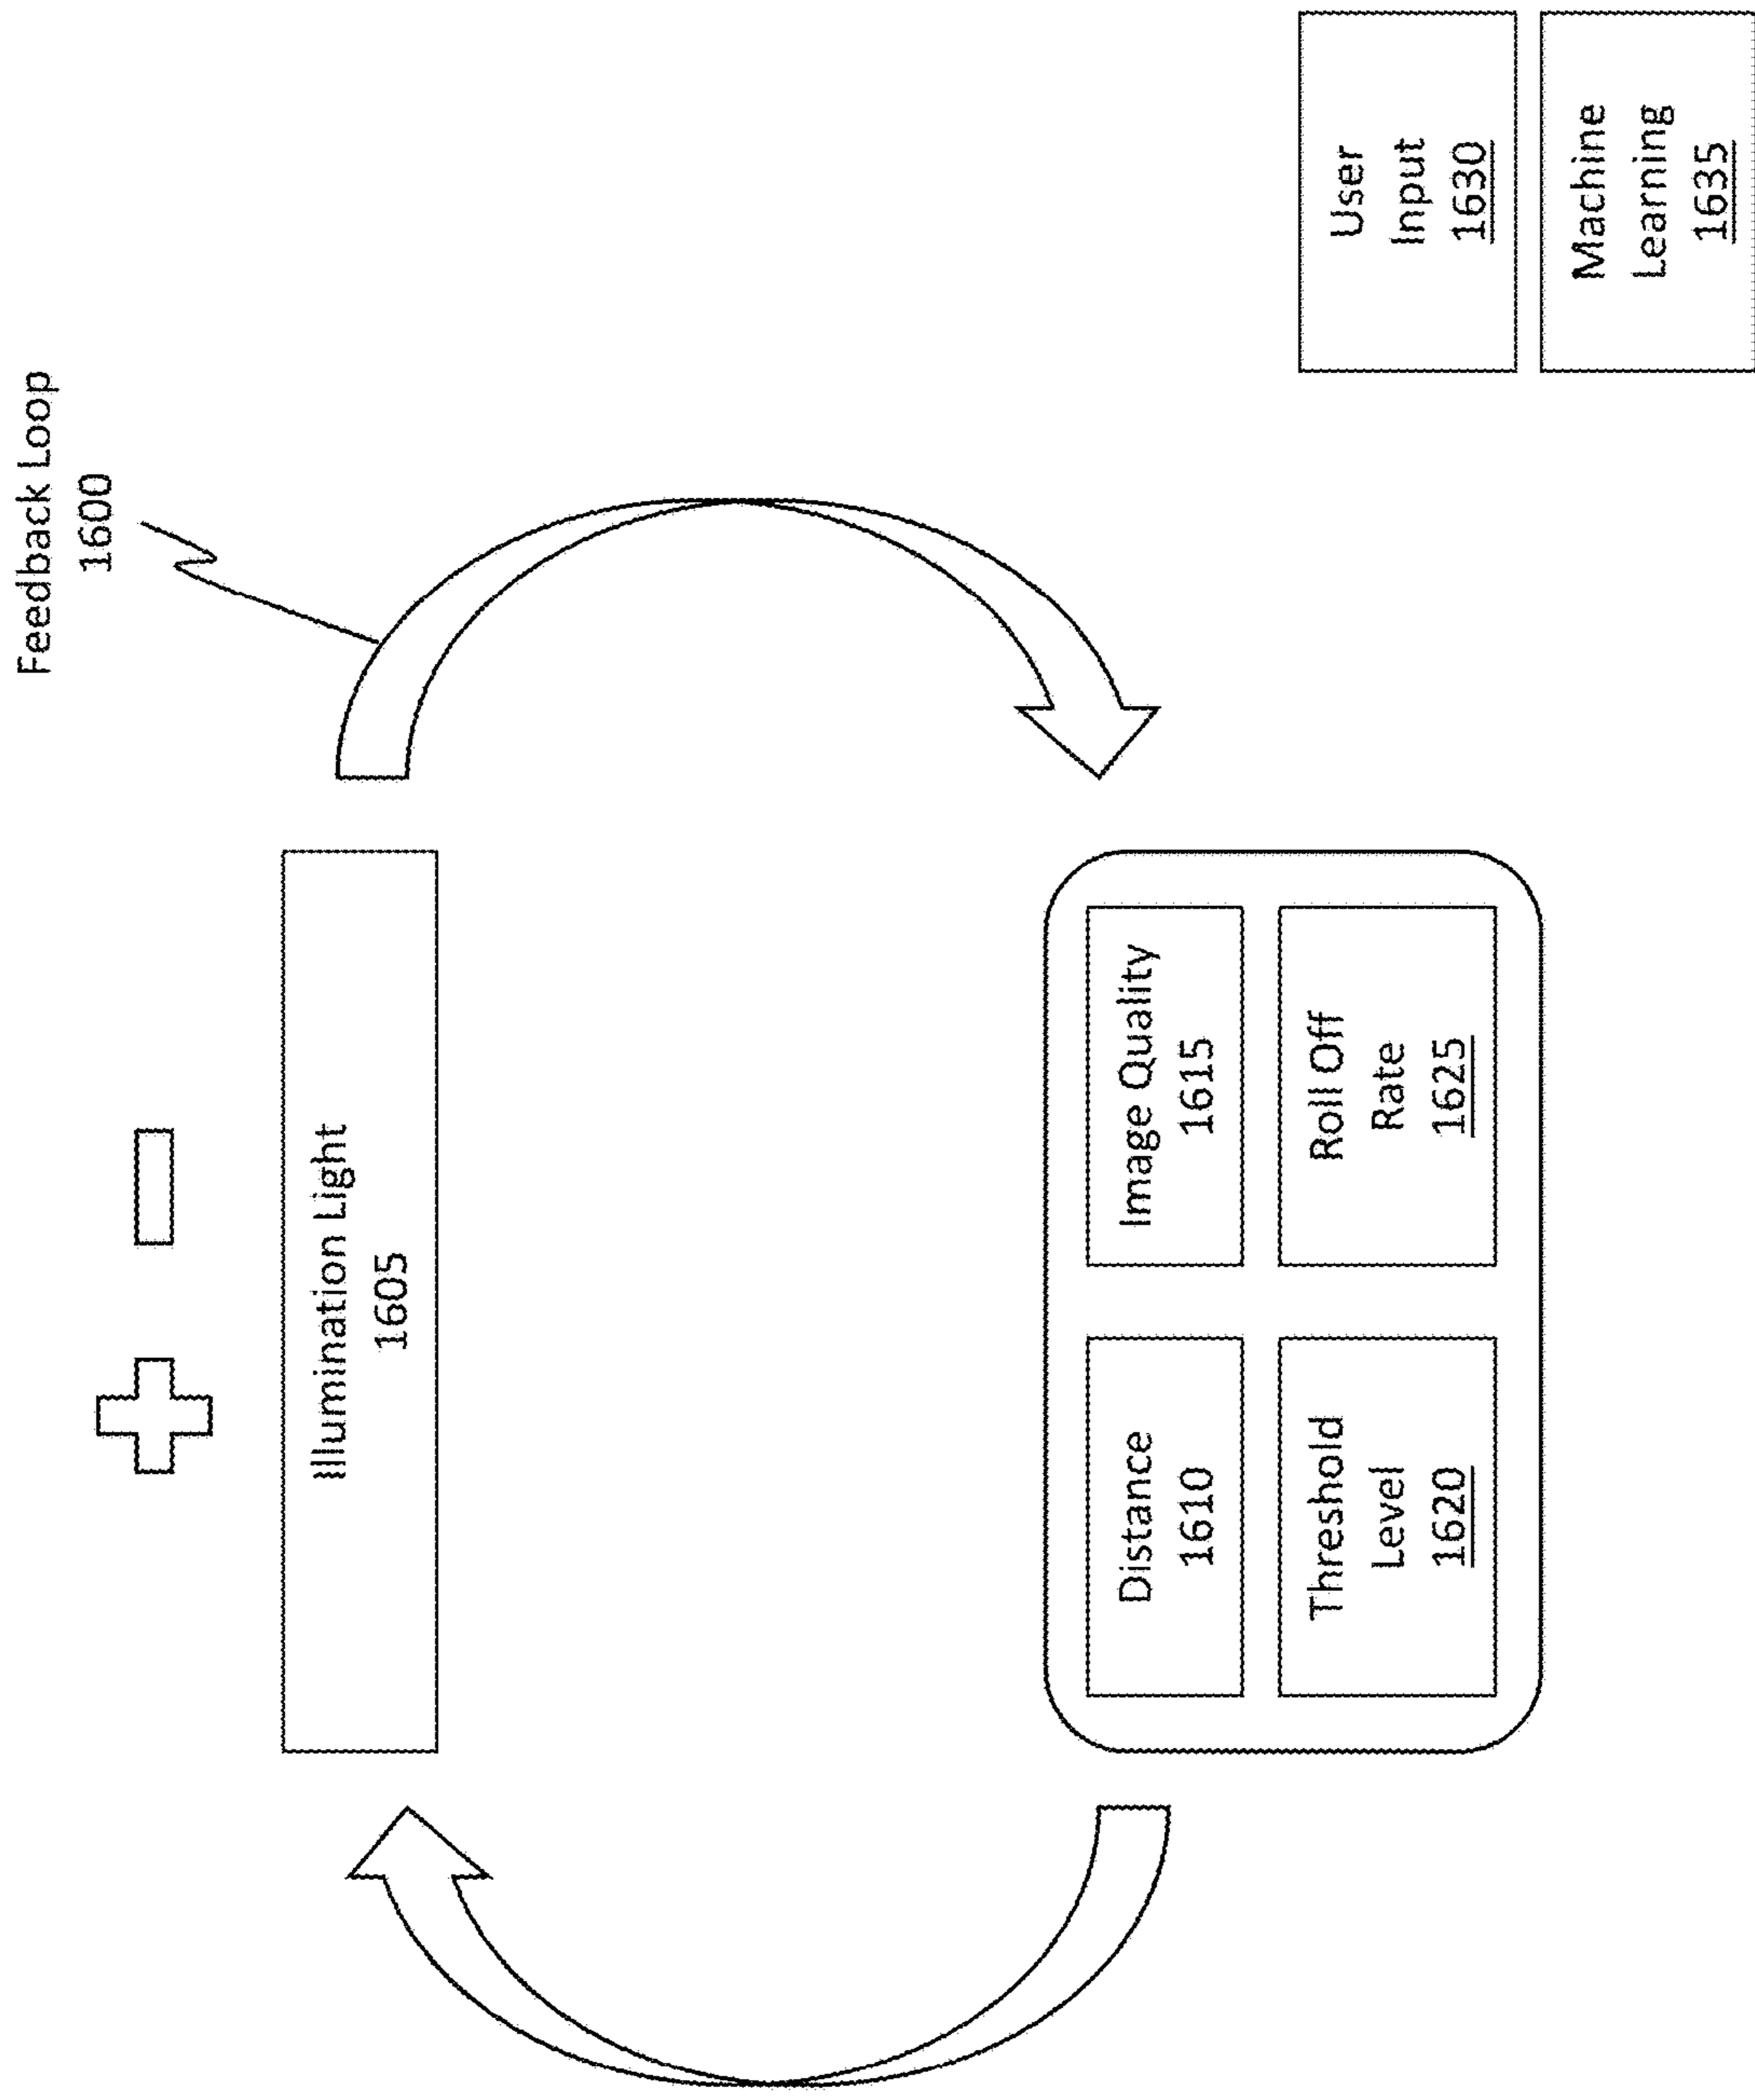 Feedback Loop
1600
Illumination Light
1605
Distance
1610
Image Quality
1615
Threshold
Level
1620
Roll Off
Rate
1625
User
Input
1630
Machine
Learning
1635